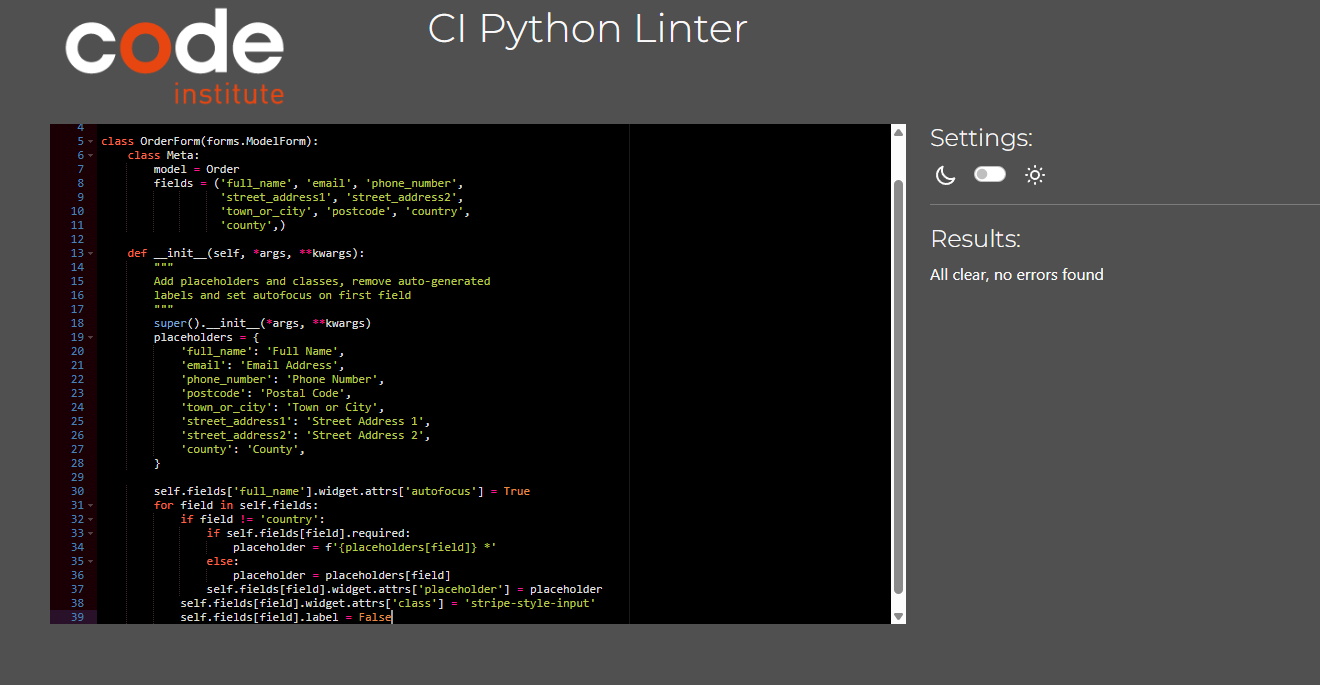 code
institute
CI Python Linter
4
5 class OrderForm(forms.ModelForm):
6     class Meta:
7         model = Order
8         fields = ('full_name', 'email', 'phone_number',
9                   'street_address1', 'street_address2',
10                   'town_or_city', 'postcode', 'country',
11                   'county',)
12
13     def __init__(self, *args, **kwargs):
14         """
15         Add placeholders and classes, remove auto-generated
16         labels and set autofocus on first field
17         """
18         super().__init__(*args, **kwargs)
19         placeholders = {
20             'full_name': 'Full Name',
21             'email': 'Email Address',
22             'phone_number': 'Phone Number',
23             'postcode': 'Postal Code',
24             'town_or_city': 'Town or City',
25             'street_address1': 'Street Address 1',
26             'street_address2': 'Street Address 2',
27             'county': 'County',
28         }
29
30         self.fields['full_name'].widget.attrs['autofocus'] = True
31         for field in self.fields:
32             if field != 'country':
33                 if self.fields[field].required:
34                     placeholder = f'{placeholders[field]} *'
35                 else:
36                     placeholder = placeholders[field]
37                 self.fields[field].widget.attrs['placeholder'] = placeholder
38             self.fields[field].widget.attrs['class'] = 'stripe-style-input'
39             self.fields[field].label = False
Settings:
Results:
All clear, no errors found